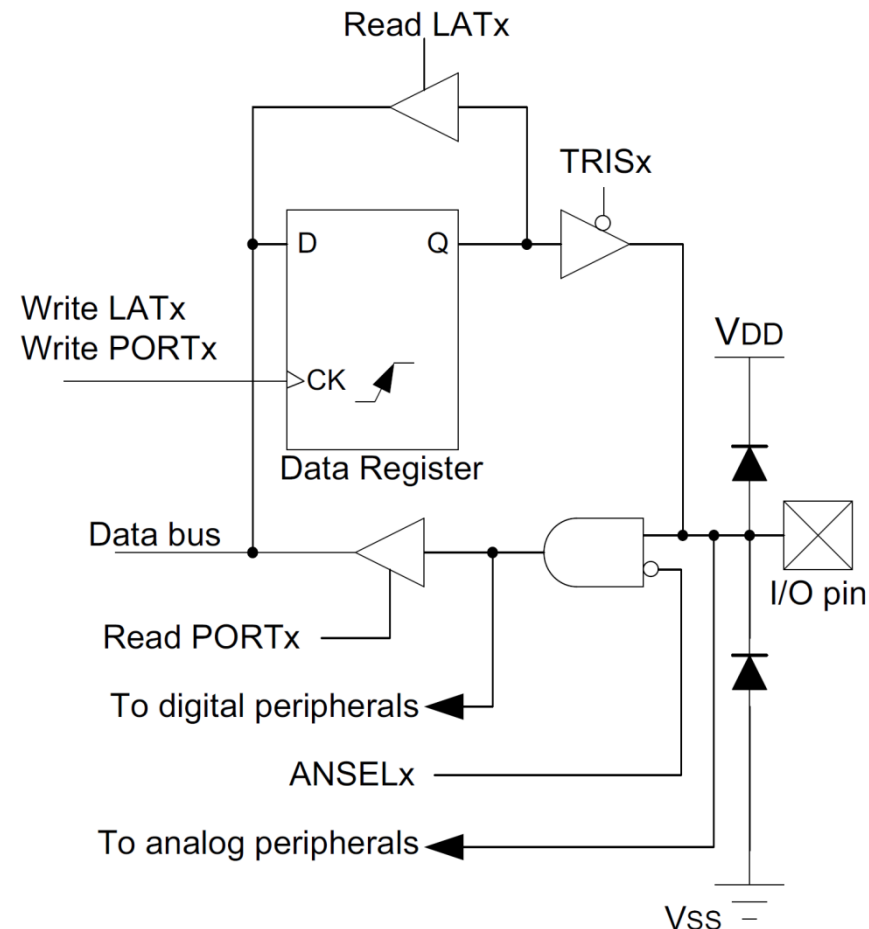 Read LATx
TRISx
D
Q
Write LATx
Write PORTx
CK
VDD
Data Register
Data bus
I/O pin
Read PORTx
To digital peripherals
ANSELx
To analog peripherals
VSS